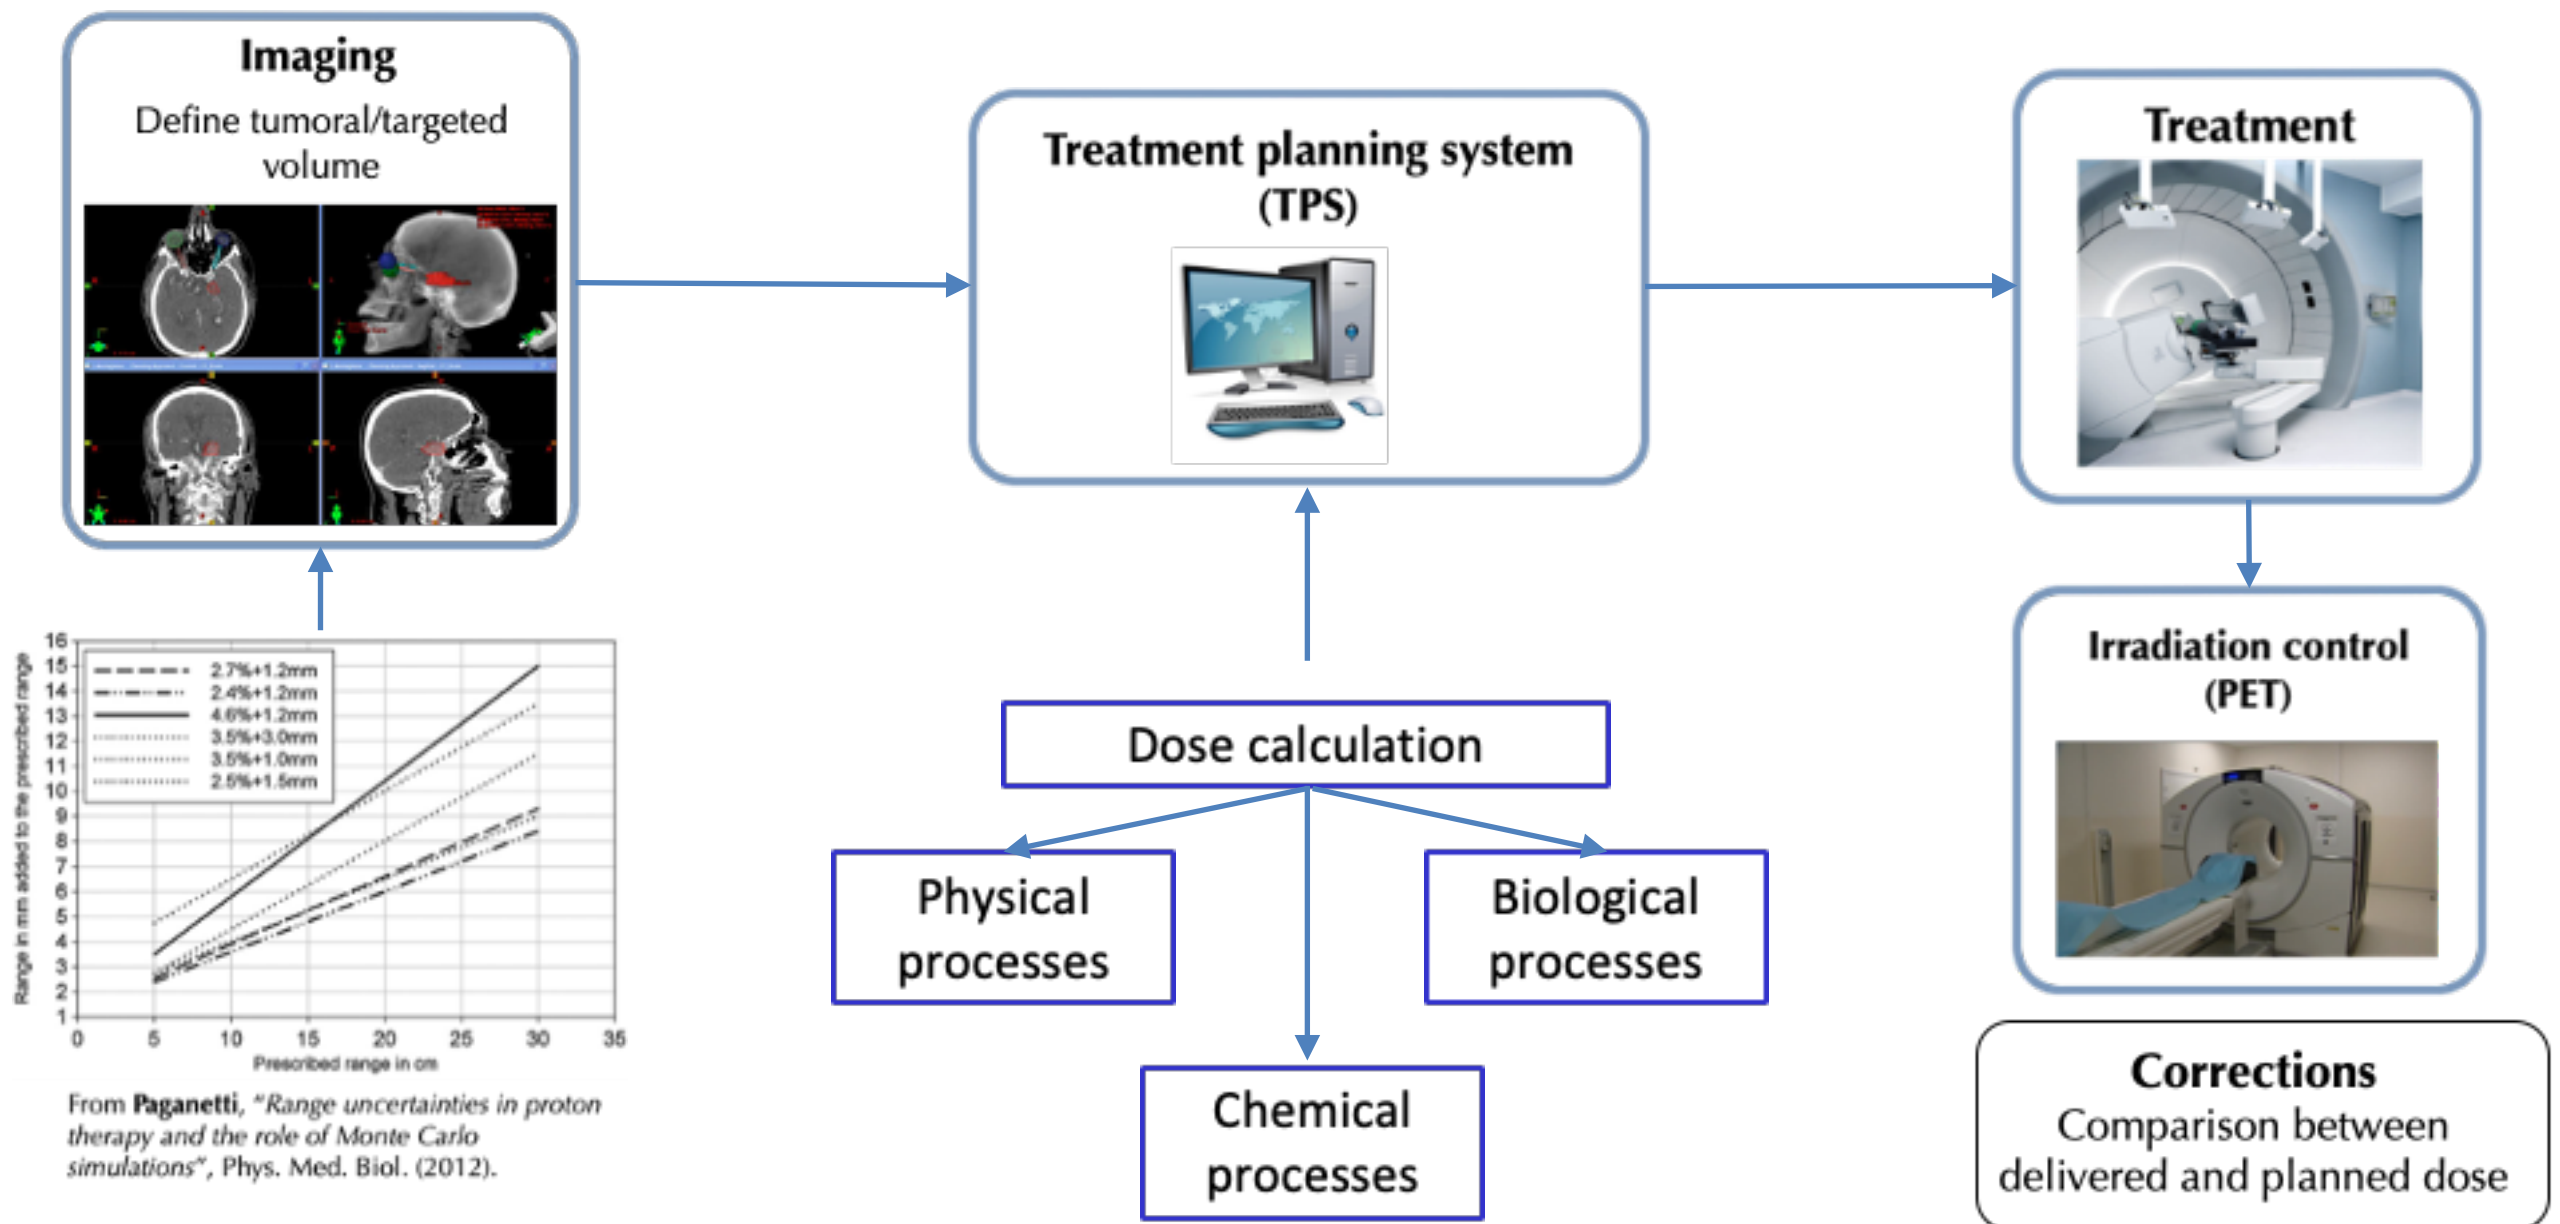 Imaging
Define tumoral/targeted
volume
Treatment planning system
(TPS)
Treatment
Irradiation control
(PET)
Corrections
Comparison between
delivered and planned dose
Dose calculation
Physical
processes
Biological
processes
Chemical
processes
Range in mm added to the prescribed range
16
15
14
13
12
11
10
9
8
7
6
5
4
3
2
1
2.7%+1.2mm
2.4%+1.2mm
4.6%+1.2mm
3.5%+3.0mm
3.5%+1.0mm
2.5%+1.5mm
0 5 10 15 20 25 30 35
Prescribed range in cm
From Paganetti, “Range uncertainties in proton
therapy and the role of Monte Carlo
simulations”, Phys. Med. Biol. (2012).